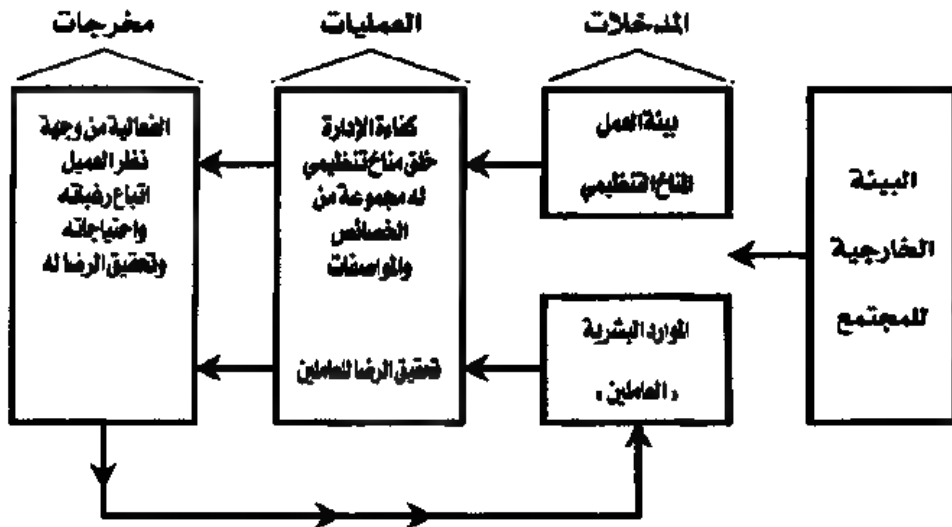 المدخلات
العمليات
مخرجات
البيئة
الخارجية
للمجتمع
بيئة العمل
المناخ التنظيمي
الموارد البشرية
« العاملين »
كفاءة الإدارة
خلق مناخ تنظيمي
له مجموعة من
الخصائص
والمواصفات
تحقيق الرضا للعاملين
الفعالية من وجهة
نظر العميل
اتباع رغبته
واحتياجاته
وتحقيق الرضا له